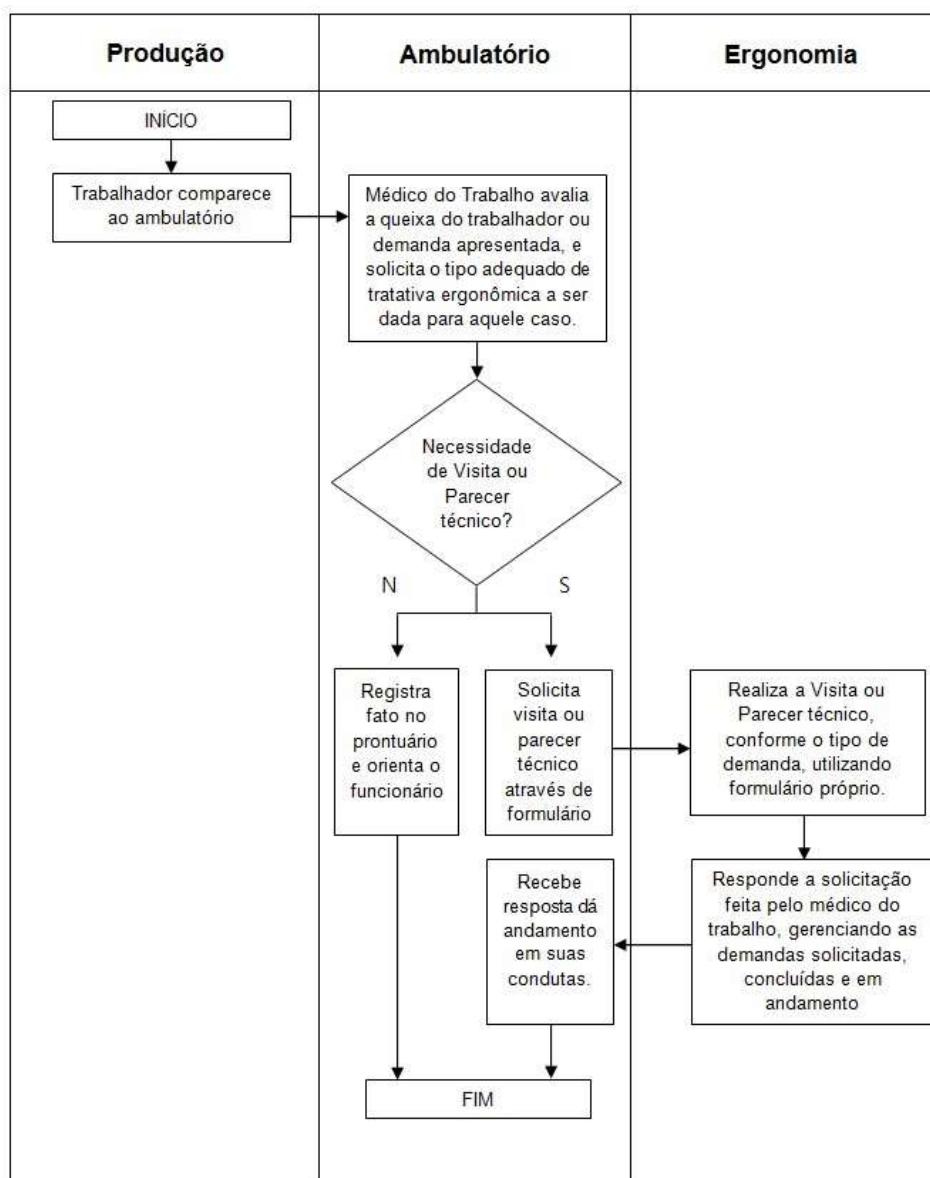 Produção
Ambulatório
Ergonomia
INÍCIO
Trabalhador comparece
ao ambulatório
Médico do Trabalho avalia
a queixa do trabalhador ou
demanda apresentada, e
solicita o tipo adequado de
tratativa ergonômica a ser
dada para aquele caso.
Necessidade
de Visita ou
Parecer
técnico?
N
S
Registra
fato no
prontuário
e orienta o
funcionário
Solicita
visita ou
parecer
técnico
através de
formulário
Realiza a Visita ou
Parecer técnico,
conforme o tipo de
demanda, utilizando
formulário próprio.
Responde a solicitação
feita pelo médico do
trabalho, gerenciando as
demandas solicitadas,
concluídas e em
andamento
Recebe
resposta dá
andamento
em suas
condutas.
FIM